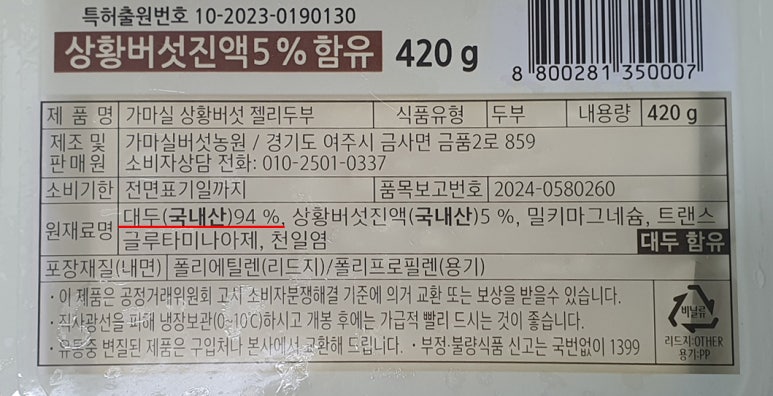 특허출원번호 10-2023-0190130
상황버섯진액5%함유 420 g
8 800281 350007
제 품 명 가마실 상황버섯 젤리두부 식품유형 두부 내용량 420 g
제조 및 가마실버섯농원 / 경기도 여주시 금사면 금품2로 859
판매원 소비자상담 전화: 010-2501-0337
소비기한 전면표기일까지 품목보고번호 2024-0580260
원재료명 대두(국내산)94 %, 상황버섯진액(국내산)5 %, 밀키마그네슘, 트랜스
글루타미나아제, 천일염 대두 함유
포장재질(내면) 폴리에틸렌(리드지)/폴리프로필렌(용기)
· 이 제품은 공정거래위원회 고시 소비자분쟁해결 기준에 의거 교환 또는 보상을 받을수 있습니다.
· 직사광선을 피해 냉장보관(0~10℃)하시고 개봉 후에는 가급적 빨리 드시는 것이 좋습니다.
· 유통중 변질된 제품은 구입처나 본사에서 교환해 드립니다. · 부정·불량식품 신고는 국번없이 1399
비닐류
리드지:OTHER
용기:PP